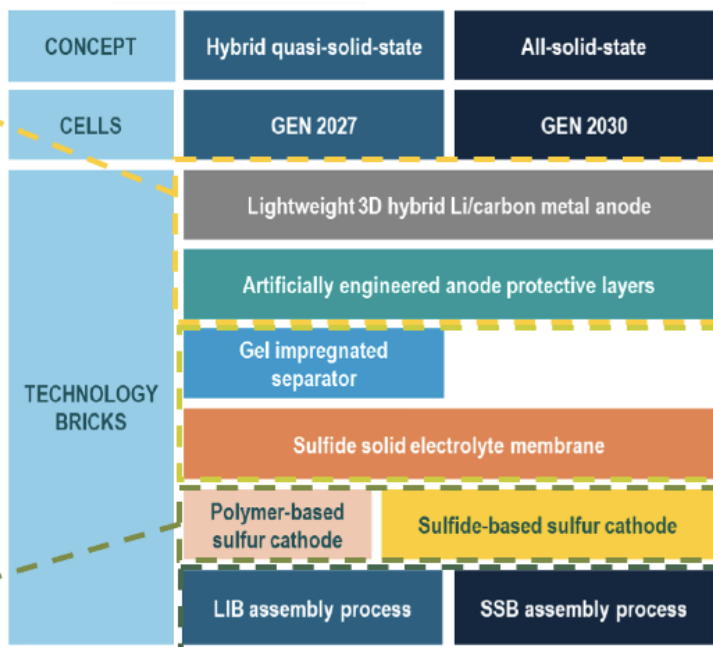 CONCEPT
Hybrid quasi-solid-state
All-solid-state
CELLS
GEN 2027
GEN 2030
TECHNOLOGY
BRICKS
Lightweight 3D hybrid Li/carbon metal anode
Artificially engineered anode protective layers
Gel impregnated
separator
Sulfide solid electrolyte membrane
Polymer-based
sulfur cathode
Sulfide-based sulfur cathode
LIB assembly process
SSB assembly process